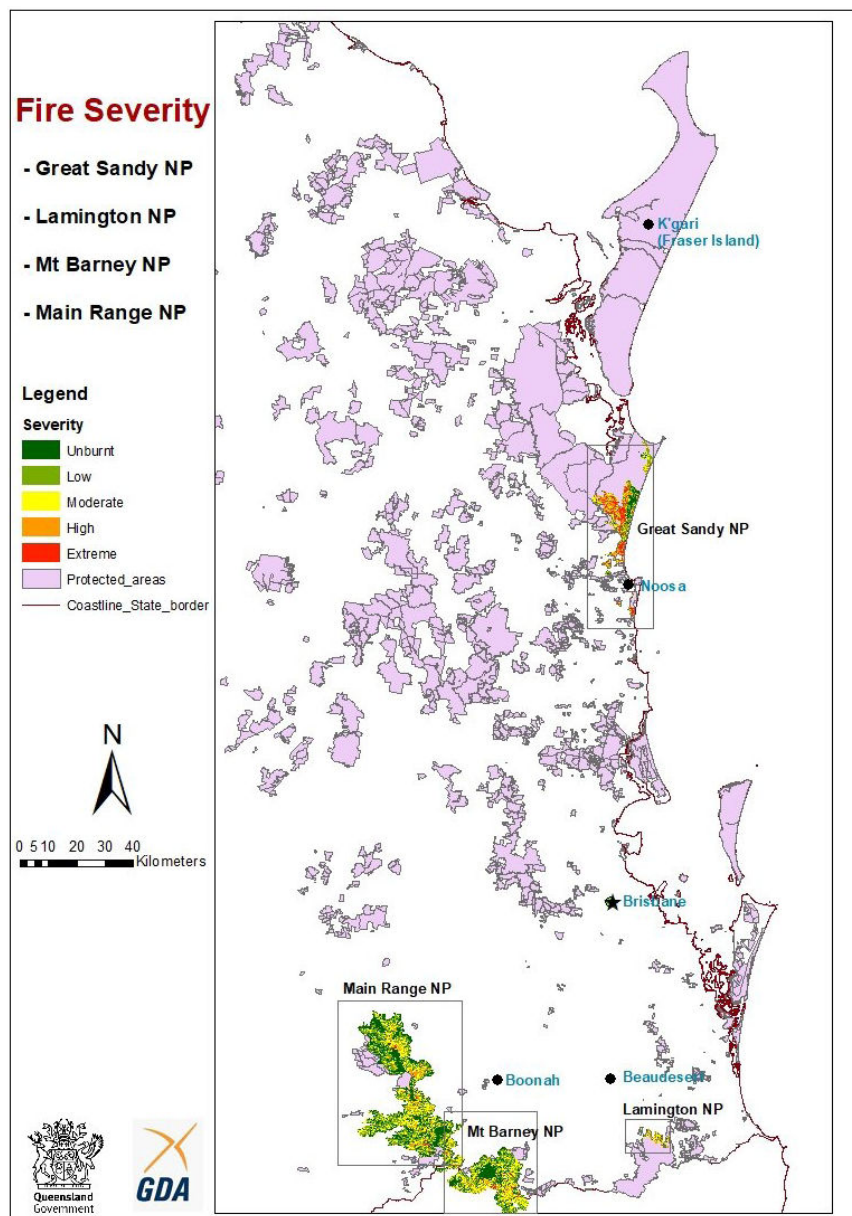 Fire Severity
- Great Sandy NP
- Lamington NP
- Mt Barney NP
- Main Range NP
Legend
Severity
Unburnt
Low
Moderate
High
Extreme
Protected_areas
Coastline_State_border
N
0 5 10 20 30 40
Kilometers
Queensland
Government
GDA
K'gari
(Fraser Island)
Great Sandy NP
Noosa
Brisbane
Main Range NP
Boonah
Beaudesert
Lamington NP
Mt Barney NP